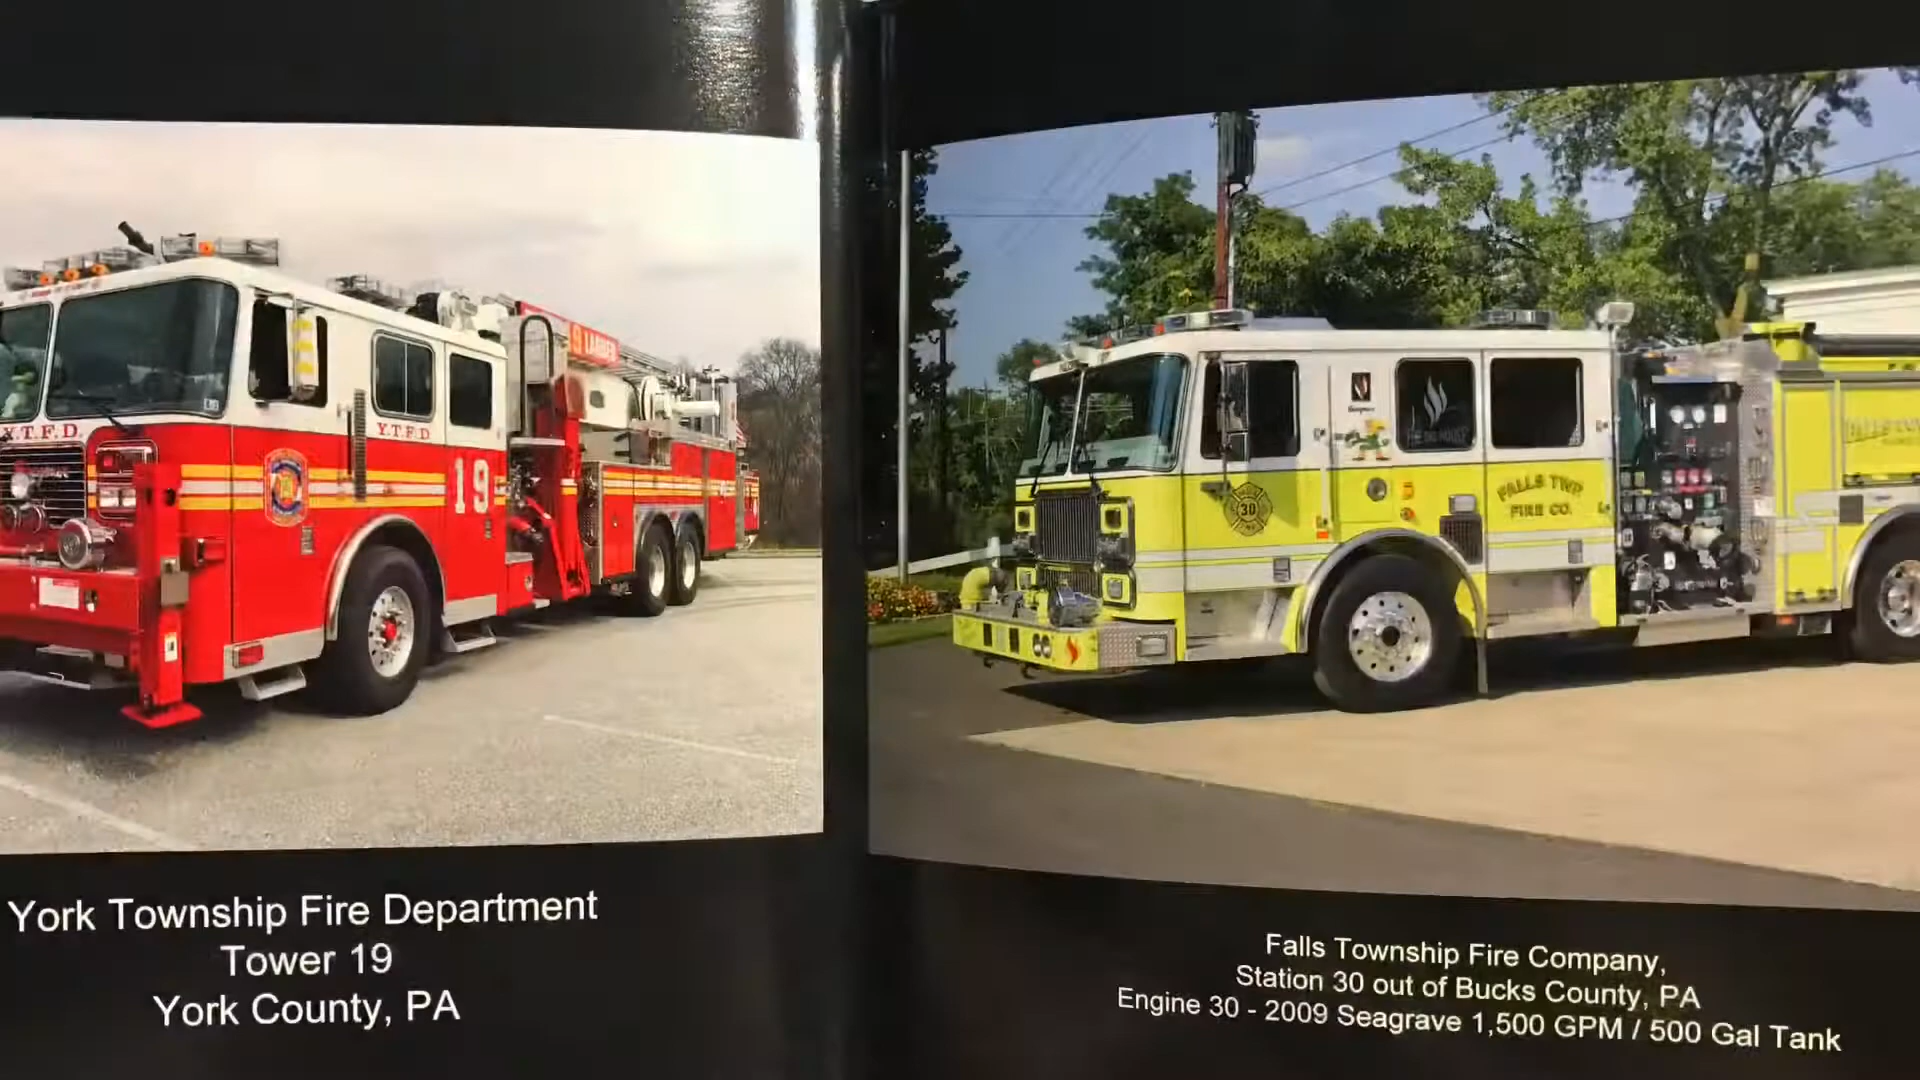 9 LADDER
Y.T.F.D.
Y.T.F.D
19
York Township Fire Department
Tower 19
York County, PA
30
FALLS TWP.
FIRE CO.
Falls Township Fire Company,
Station 30 out of Bucks County, PA
Engine 30 - 2009 Seagrave 1,500 GPM / 500 Gal Tank